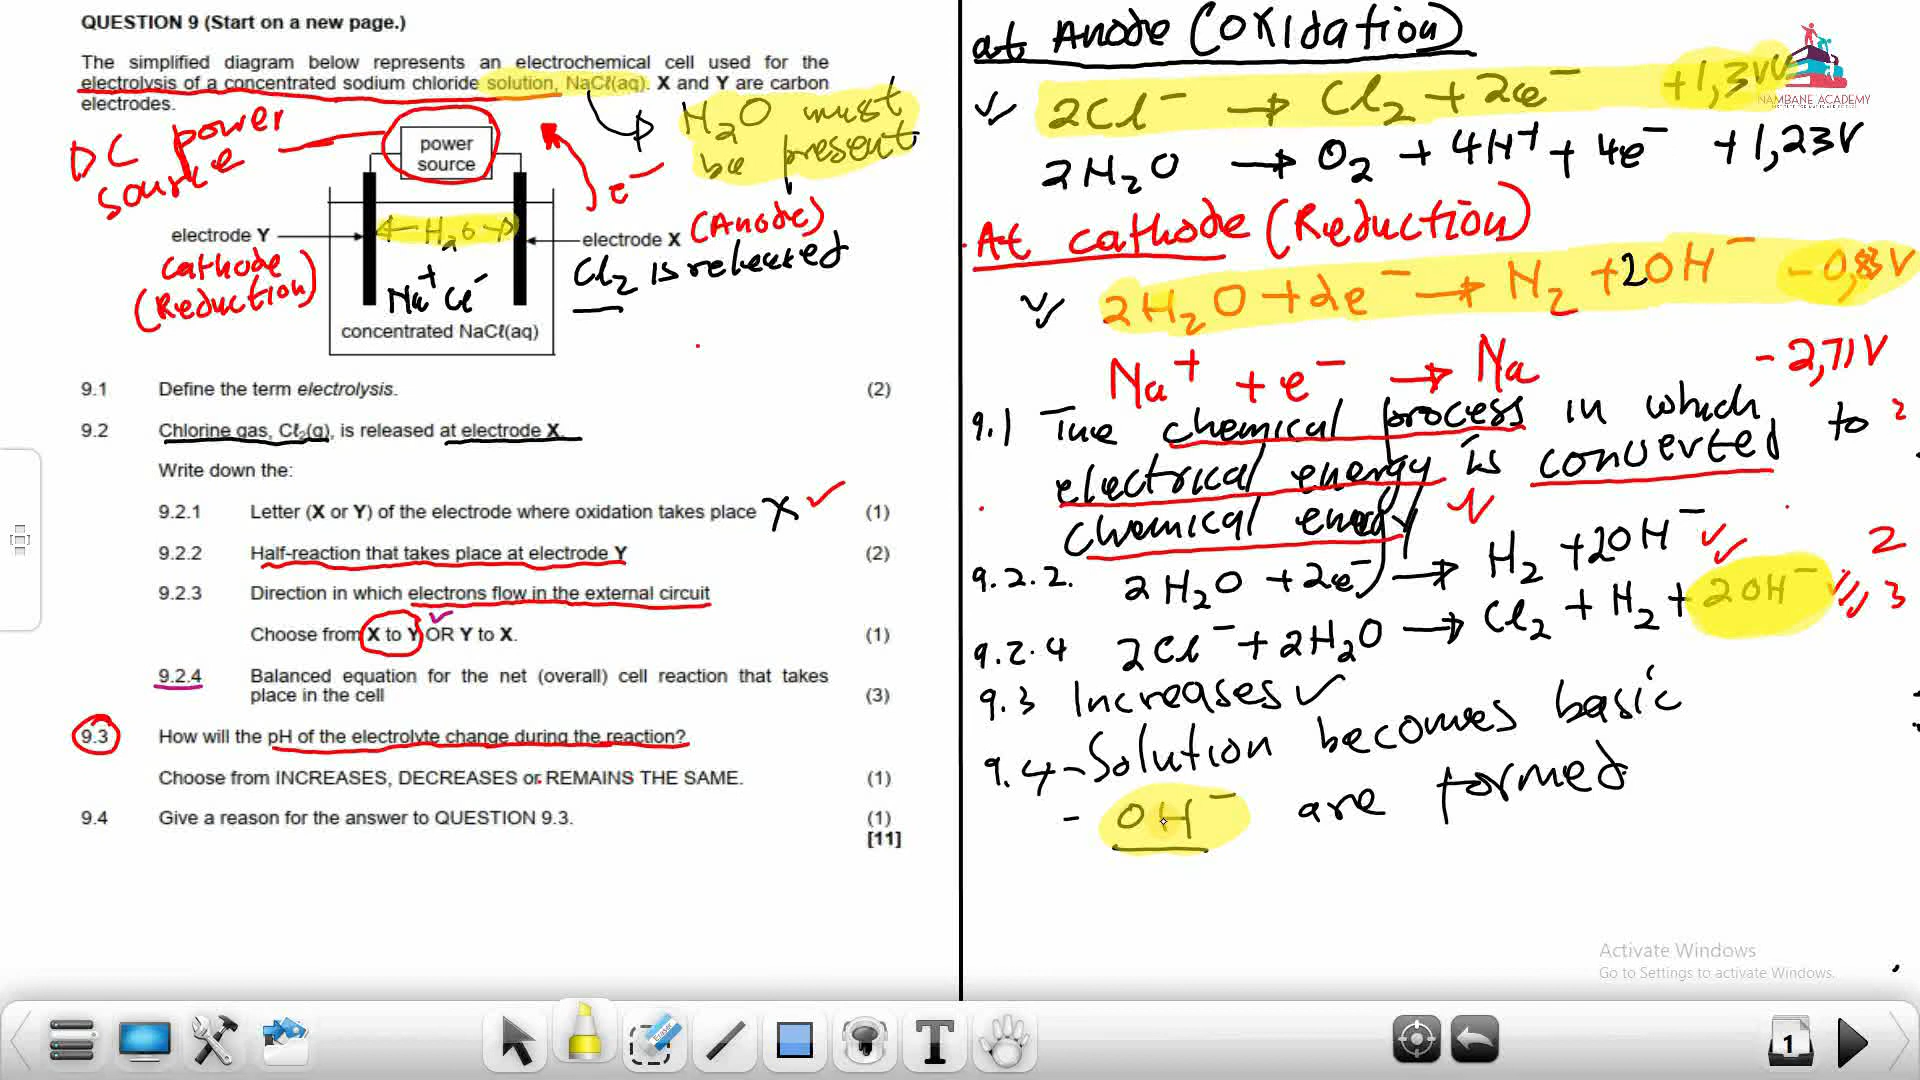 QUESTION 9 (Start on a new page.)
The simplified diagram below represents an electrochemical cell used for the
electrolysis of a concentrated sodium chloride solution, NaCℓ(aq). X and Y are carbon
electrodes.
DC power
source
power
source
H₂O must
be present
e⁻
electrode Y
cathode
(Reduction)
← H₂O →
Na⁺ Cl⁻
electrode X (Anode)
Cl₂ is released
concentrated NaCℓ(aq)
9.1 Define the term electrolysis. (2)
9.2 Chlorine gas, Cℓ₂(g), is released at electrode X.
Write down the:
9.2.1 Letter (X or Y) of the electrode where oxidation takes place X ✓ (1)
9.2.2 Half-reaction that takes place at electrode Y (2)
9.2.3 Direction in which electrons flow in the external circuit
Choose from X to Y OR Y to X. (1)
9.2.4 Balanced equation for the net (overall) cell reaction that takes
place in the cell (3)
9.3 How will the pH of the electrolyte change during the reaction?
Choose from INCREASES, DECREASES or REMAINS THE SAME. (1)
9.4 Give a reason for the answer to QUESTION 9.3. (1)
[11]
at Anode (Oxidation)
2Cl⁻ → Cl₂ + 2e⁻
2H₂O → O₂ + 4H⁺ + 4e⁻ +1,23V
At cathode (Reduction)
2H₂O + 2e⁻ → H₂ + 2OH⁻ -0,83V
Na⁺ + e⁻ → Na -2,71V
9.1 The chemical process in which
electrical energy is converted to 2
chemical energy
9.2.2. 2H₂O + 2e⁻ → H₂ + 2OH⁻ 2
9.2.4 2Cl⁻ + 2H₂O → Cl₂ + H₂ + 2OH⁻ 3
9.3 Increases ✓
9.4 - Solution becomes basic
- OH⁻ are formed
NAMBANE ACADEMY
Activate Windows
Go to Settings to activate Windows.
Eraser
T
1